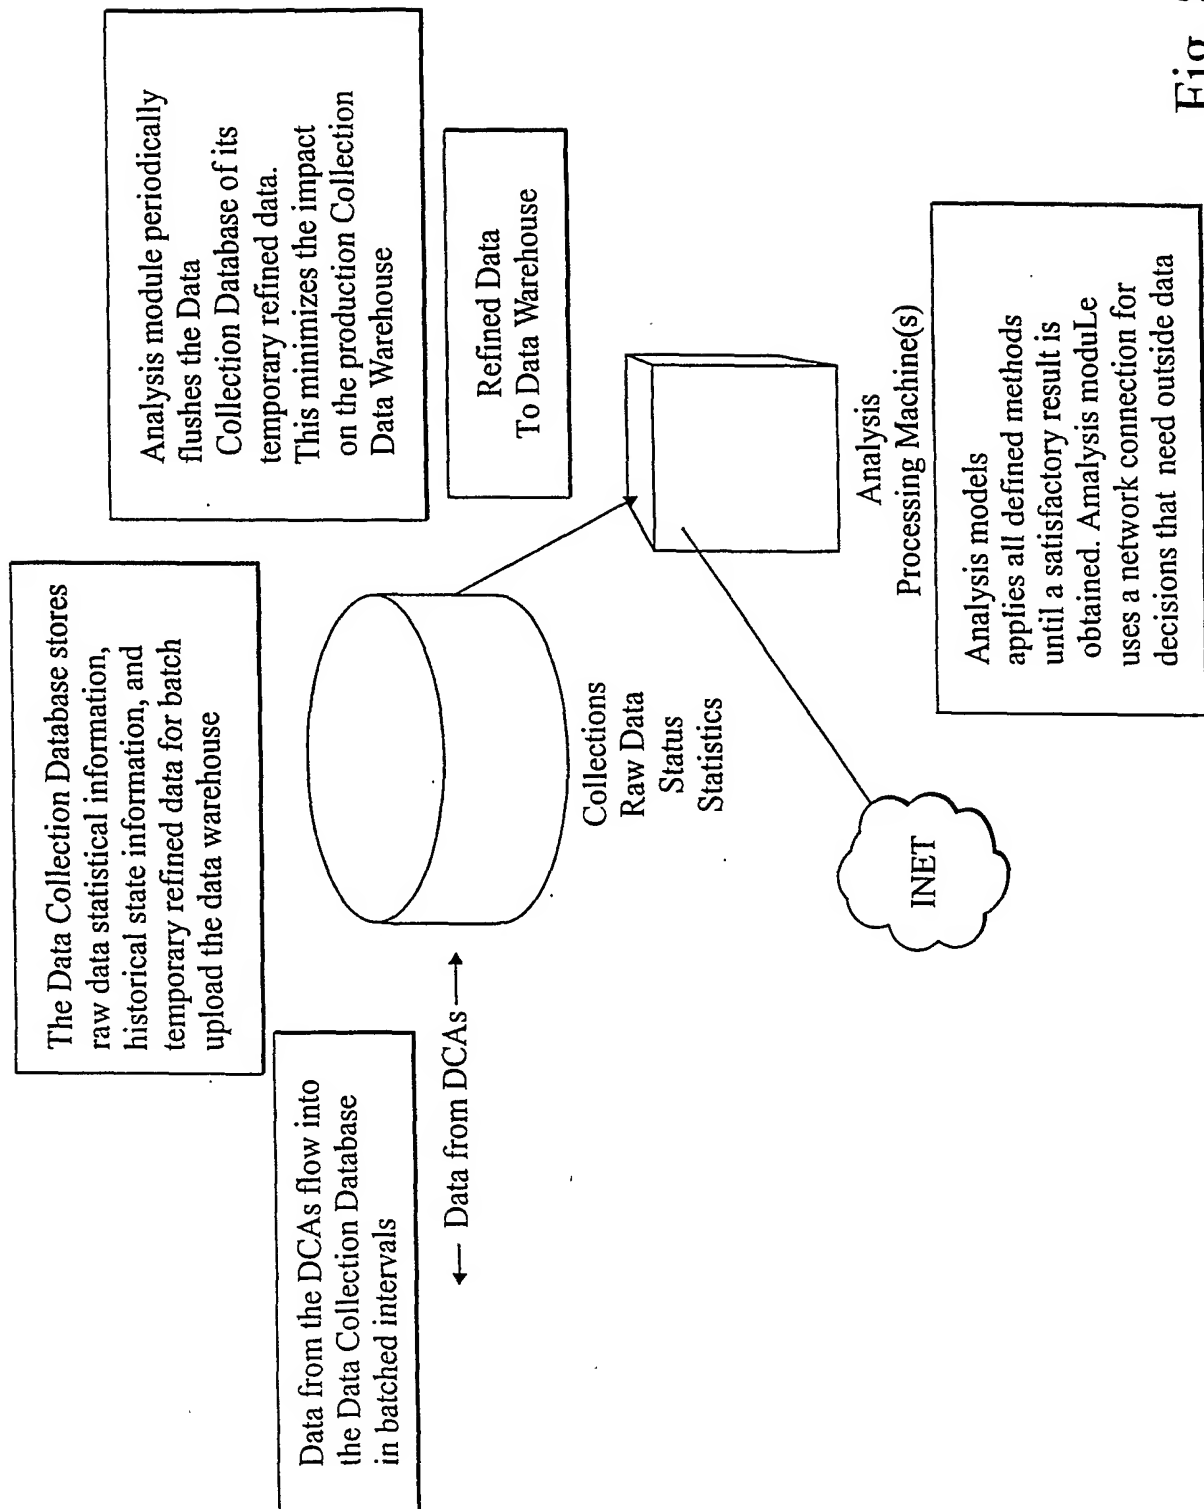 The Data Collection Database stores
raw data statistical information,
historical state information, and
temporary refined data for batch
upload the data warehouse
Analysis module periodically
flushes the Data
Collection Database of its
temporary refined data.
This minimizes the impact
on the production Collection
Data Warehouse
Data from the DCAs flow into
the Data Collection Database
in batched intervals
Data from DCAs
Refined Data
To Data Warehouse
Collections
Raw Data
Status
Statistics
Analysis
Processing Machine(s)
INET
Analysis models
applies all defined methods
until a satisfactory result is
obtained. Amalysis moduLe
uses a network connection for
decisions that need outside data
Fig